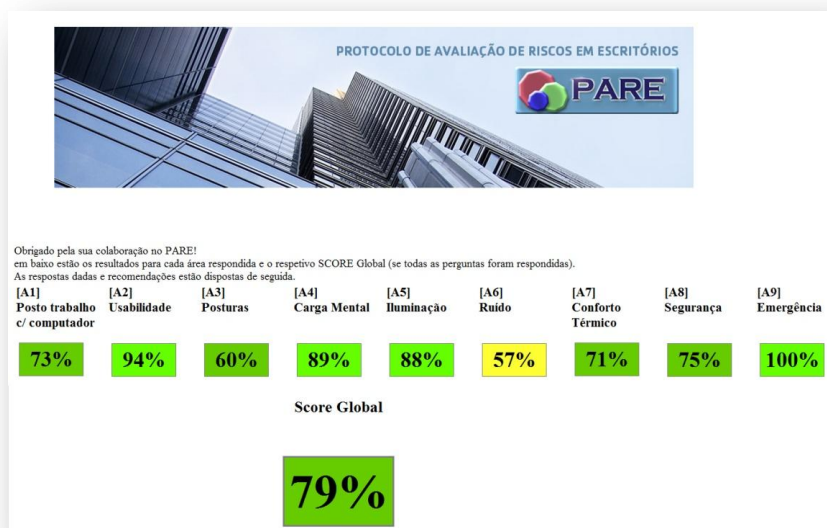 PROTOCOLO DE AVALIAÇÃO DE RISCOS EM ESCRITÓRIOS
PARE
Obrigado pela sua colaboração no PARE!
em baixo estão os resultados para cada área respondida e o respetivo SCORE Global (se todas as perguntas foram respondidas).
As respostas dadas e recomendações estão dispostas de seguida.
[A1] [A2] [A3] [A4] [A5] [A6] [A7] [A8] [A9]
Posto trabalho Usabilidade Posturas Carga Mental Iluminação Ruído Conforto Segurança Emergência
c/ computador Térmico
73% 94% 60% 89% 88% 57% 71% 75% 100%
Score Global
79%